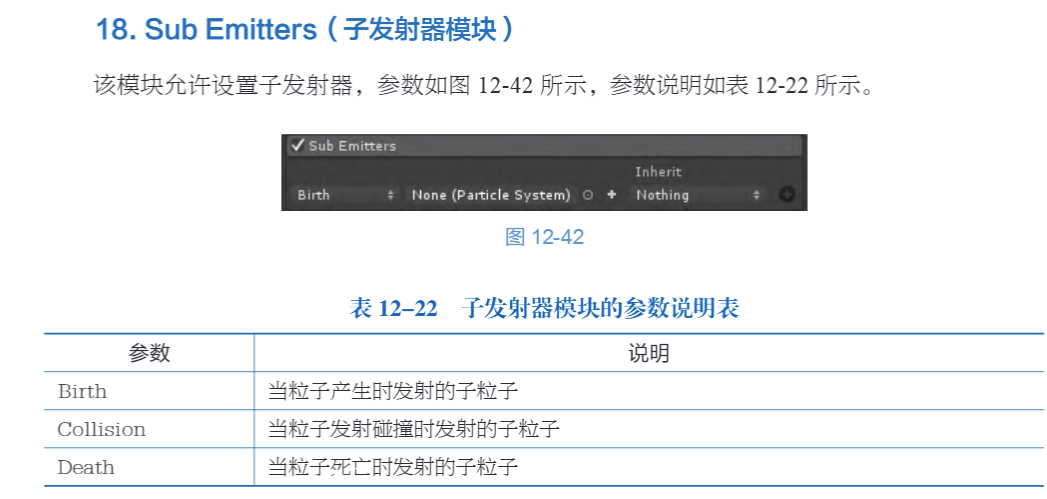 18. Sub Emitters（子发射器模块）
该模块允许设置子发射器，参数如图 12-42 所示，参数说明如表 12-22 所示。
Sub Emitters
Inherit
Birth None (Particle System) Nothing
图 12-42
表 12–22 子发射器模块的参数说明表
参数 说明
Birth 当粒子产生时发射的子粒子
Collision 当粒子发射碰撞时发射的子粒子
Death 当粒子死亡时发射的子粒子